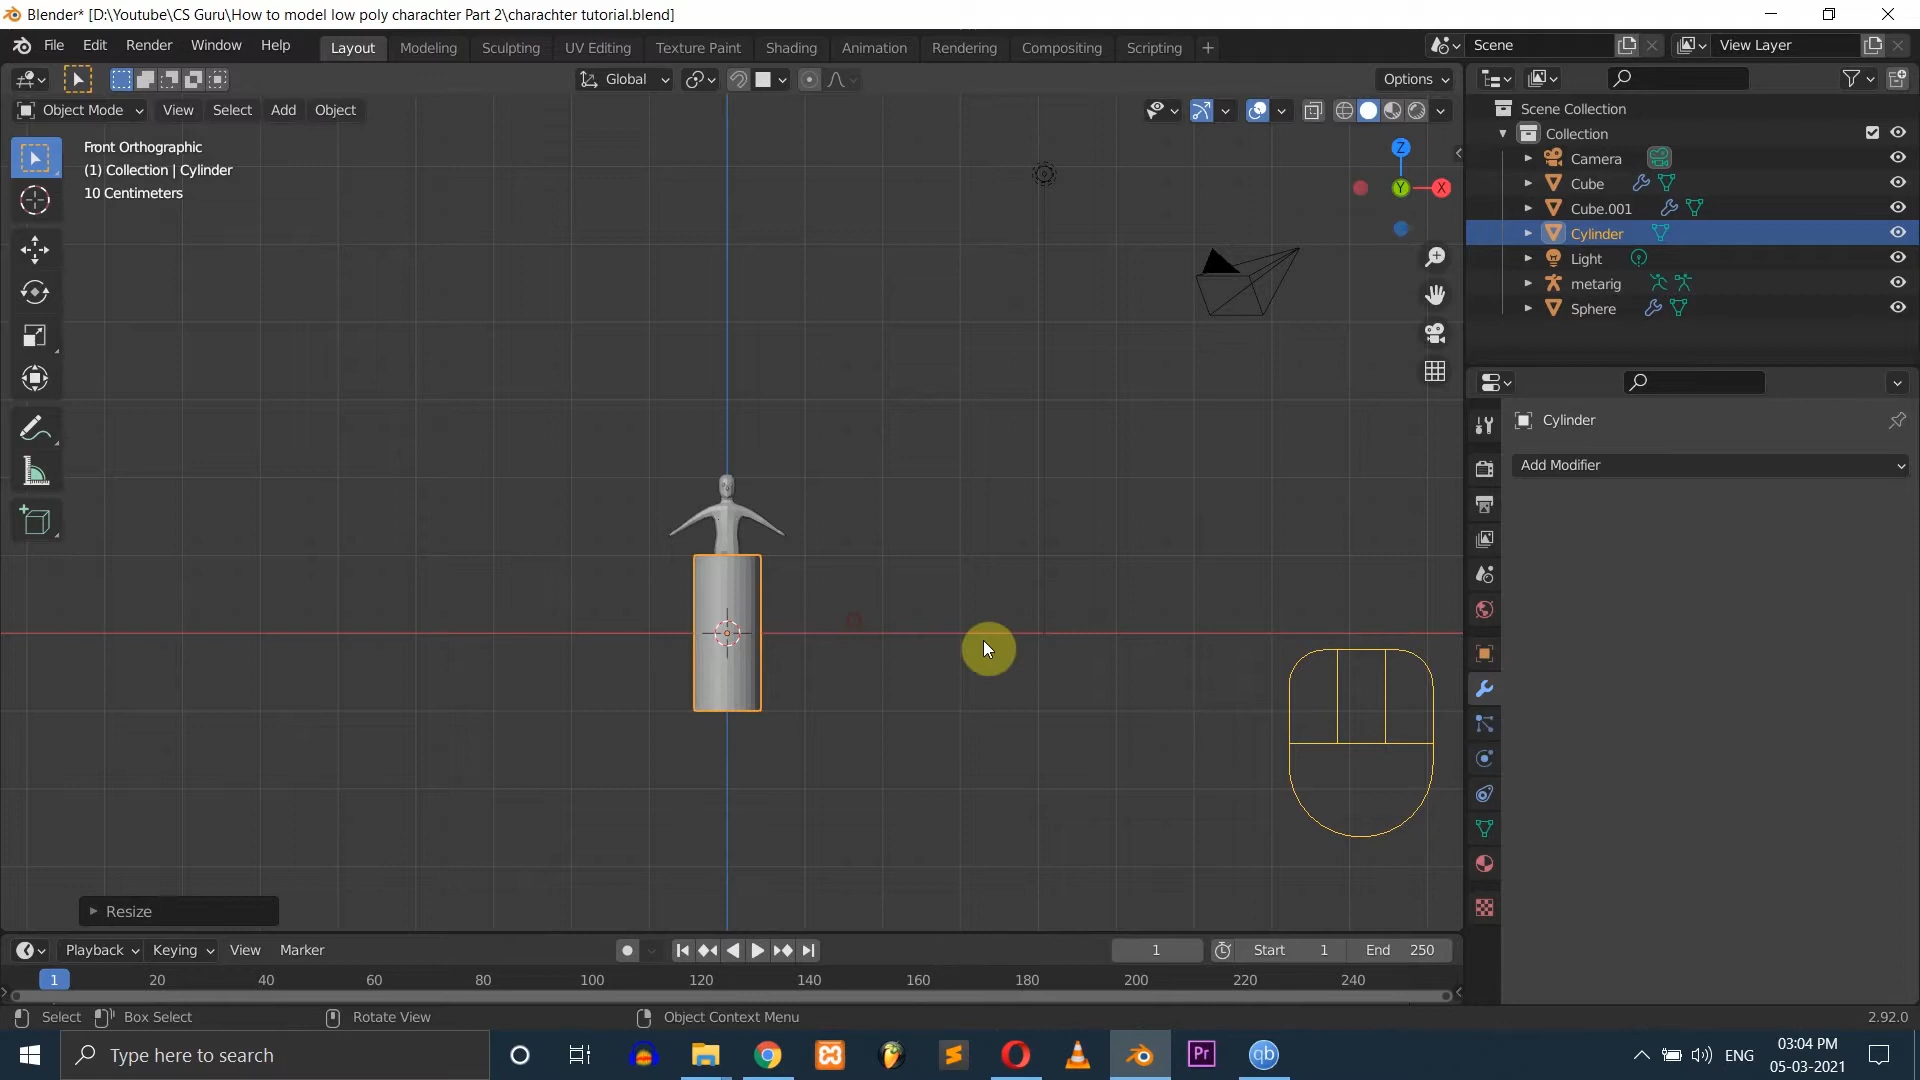 Blender* [D:\Youtube\CS Guru\How to model low poly charachter Part 2\charachter tutorial.blend]
File Edit Render Window Help Layout Modeling Sculpting UV Editing Texture Paint Shading Animation Rendering Compositing Scripting + Scene View Layer
Global Options
Object Mode View Select Add Object
Front Orthographic
(1) Collection | Cylinder
10 Centimeters
Z
Y
X
Scene Collection
Collection
Camera
Cube
Cube.001
Cylinder
Light
metarig
Sphere
Cylinder
Add Modifier
Resize
Playback Keying View Marker 1 Start 1 End 250
1 20 40 60 80 100 120 140 160 180 200 220 240
Select Box Select Rotate View Object Context Menu 2.92.0
Type here to search
Pr
qb
ENG
03:04 PM
05-03-2021